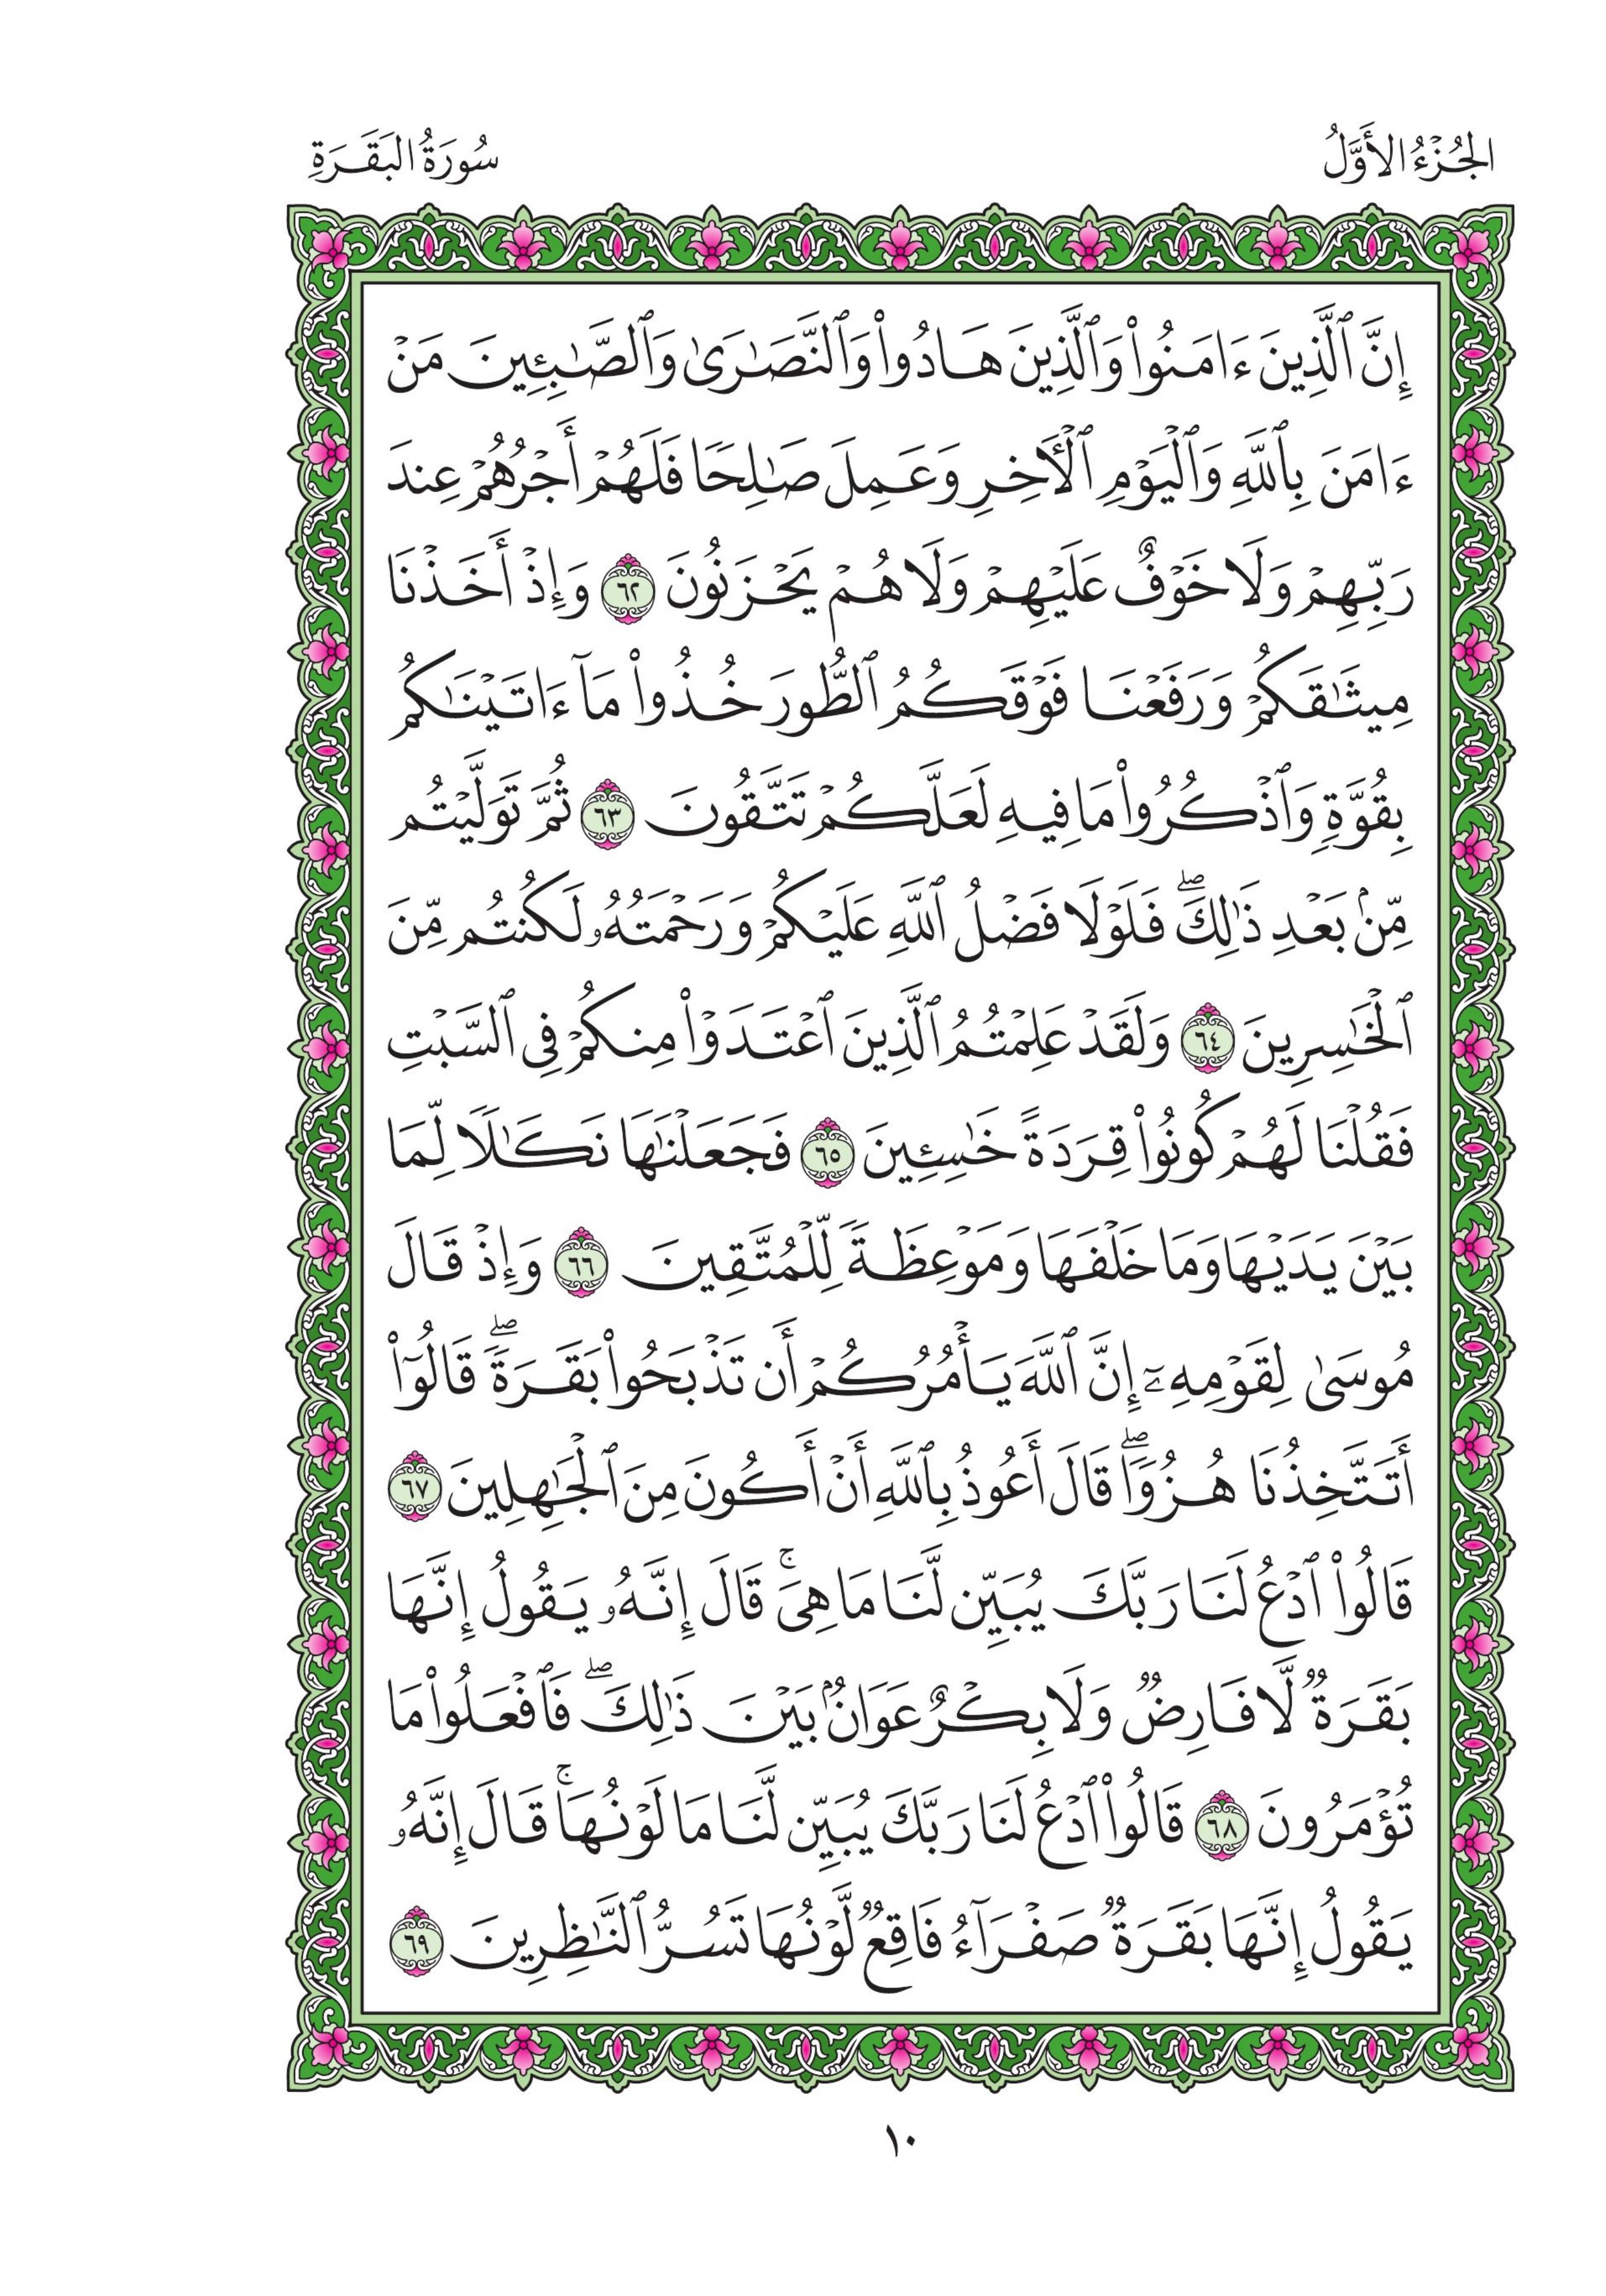 الجُزْءُ الأَوَّلُ
سُورَةُ البَقَرَةِ
إِنَّ ٱلَّذِينَ ءَامَنُوا۟ وَٱلَّذِينَ هَادُوا۟ وَٱلنَّصَـٰرَىٰ وَٱلصَّـٰبِـِٔينَ مَنْ
ءَامَنَ بِٱللَّهِ وَٱلْيَوْمِ ٱلْـَٔاخِرِ وَعَمِلَ صَـٰلِحًا فَلَهُمْ أَجْرُهُمْ عِندَ
رَبِّهِمْ وَلَا خَوْفٌ عَلَيْهِمْ وَلَا هُمْ يَحْزَنُونَ ٦٢ وَإِذْ أَخَذْنَا
مِيثَـٰقَكُمْ وَرَفَعْنَا فَوْقَكُمُ ٱلطُّورَ خُذُوا۟ مَآ ءَاتَيْنَـٰكُم
بِقُوَّةٍ وَٱذْكُرُوا۟ مَا فِيهِ لَعَلَّكُمْ تَتَّقُونَ ٦٣ ثُمَّ تَوَلَّيْتُم
مِّنۢ بَعْدِ ذَٰلِكَ ۖ فَلَوْلَا فَضْلُ ٱللَّهِ عَلَيْكُمْ وَرَحْمَتُهُۥ لَكُنتُم مِّنَ
ٱلْخَـٰسِرِينَ ٦٤ وَلَقَدْ عَلِمْتُمُ ٱلَّذِينَ ٱعْتَدَوْا۟ مِنكُمْ فِى ٱلسَّبْتِ
فَقُلْنَا لَهُمْ كُونُوا۟ قِرَدَةً خَـٰسِـِٔينَ ٦٥ فَجَعَلْنَـٰهَا نَكَـٰلًا لِّمَا
بَيْنَ يَدَيْهَا وَمَا خَلْفَهَا وَمَوْعِظَةً لِّلْمُتَّقِينَ ٦٦ وَإِذْ قَالَ
مُوسَىٰ لِقَوْمِهِۦٓ إِنَّ ٱللَّهَ يَأْمُرُكُمْ أَن تَذْبَحُوا۟ بَقَرَةً ۖ قَالُوٓا۟
أَتَتَّخِذُنَا هُزُوًا ۖ قَالَ أَعُوذُ بِٱللَّهِ أَنْ أَكُونَ مِنَ ٱلْجَـٰهِلِينَ ٦٧
قَالُوا۟ ٱدْعُ لَنَا رَبَّكَ يُبَيِّن لَّنَا مَا هِىَ ۚ قَالَ إِنَّهُۥ يَقُولُ إِنَّهَا
بَقَرَةٌ لَّا فَارِضٌ وَلَا بِكْرٌ عَوَانٌۢ بَيْنَ ذَٰلِكَ ۖ فَٱفْعَلُوا۟ مَا
تُؤْمَرُونَ ٦٨ قَالُوا۟ ٱدْعُ لَنَا رَبَّكَ يُبَيِّن لَّنَا مَا لَوْنُهَا ۚ قَالَ إِنَّهُۥ
يَقُولُ إِنَّهَا بَقَرَةٌ صَفْرَآءُ فَاقِعٌ لَّوْنُهَا تَسُرُّ ٱلنَّـٰظِرِينَ ٦٩
١٠